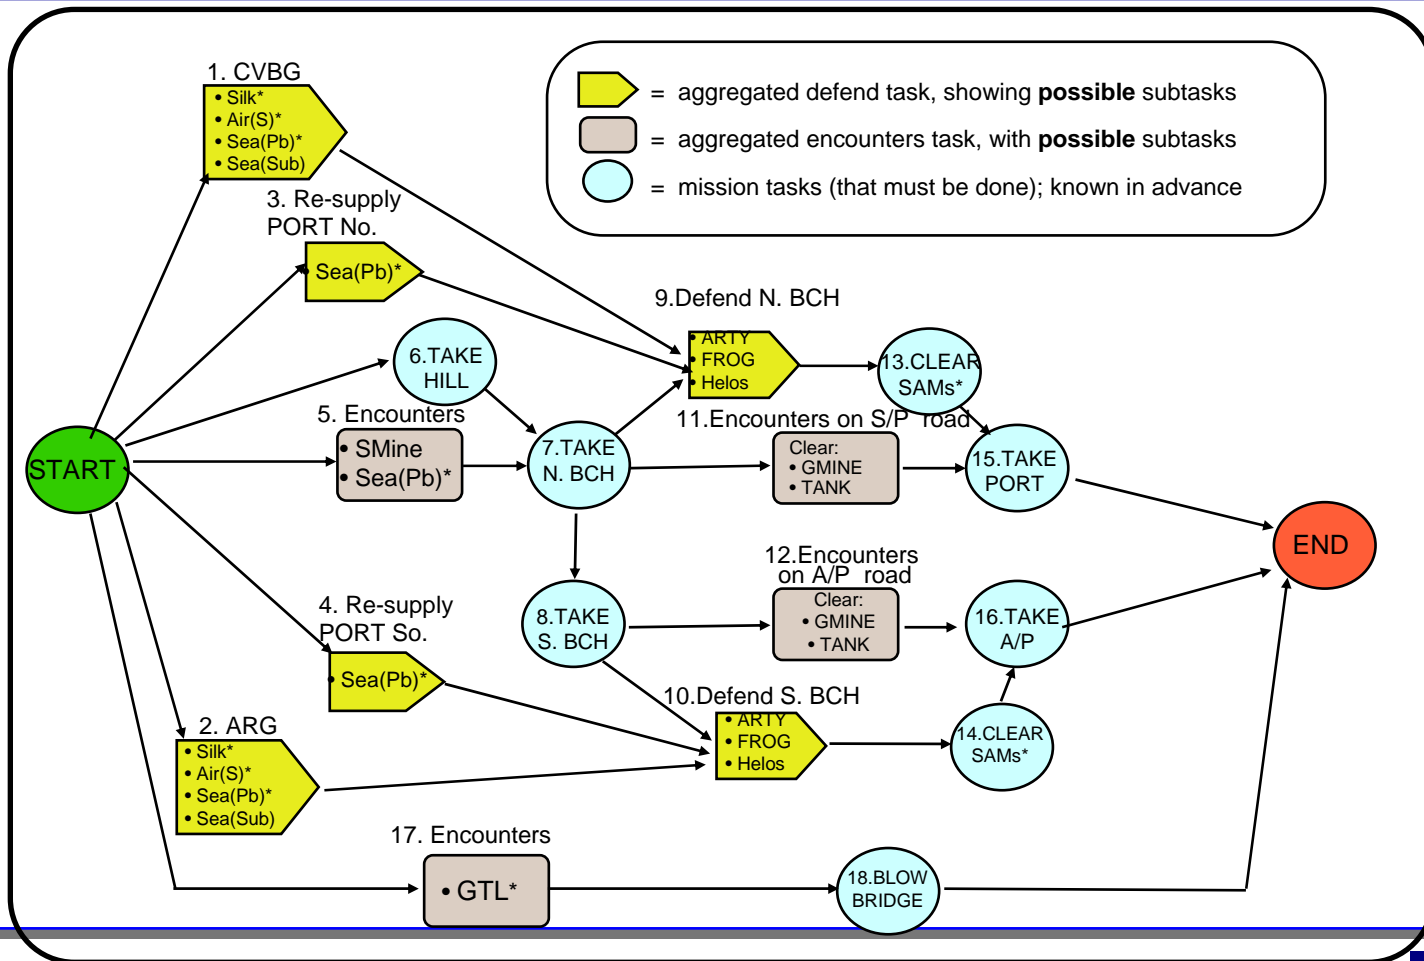 1. CVBG
• Silk*
• Air(S)*
• Sea(Pb)*
• Sea(Sub)
= aggregated defend task, showing possible subtasks
= aggregated encounters task, with possible subtasks
= mission tasks (that must be done); known in advance
3. Re-supply
PORT No.
• Sea(Pb)*
9.Defend N. BCH
• ARTY
• FROG
• Helos
6.TAKE
HILL
13.CLEAR
SAMs*
5. Encounters
• SMine
• Sea(Pb)*
7.TAKE
N. BCH
11.Encounters on S/P road
Clear:
• GMINE
• TANK
15.TAKE
PORT
START
END
12.Encounters
on A/P road
Clear:
• GMINE
• TANK
8.TAKE
S. BCH
16.TAKE
A/P
4. Re-supply
PORT So.
• Sea(Pb)*
10.Defend S. BCH
• ARTY
• FROG
• Helos
14.CLEAR
SAMs*
2. ARG
• Silk*
• Air(S)*
• Sea(Pb)*
• Sea(Sub)
17. Encounters
• GTL*
18.BLOW
BRIDGE